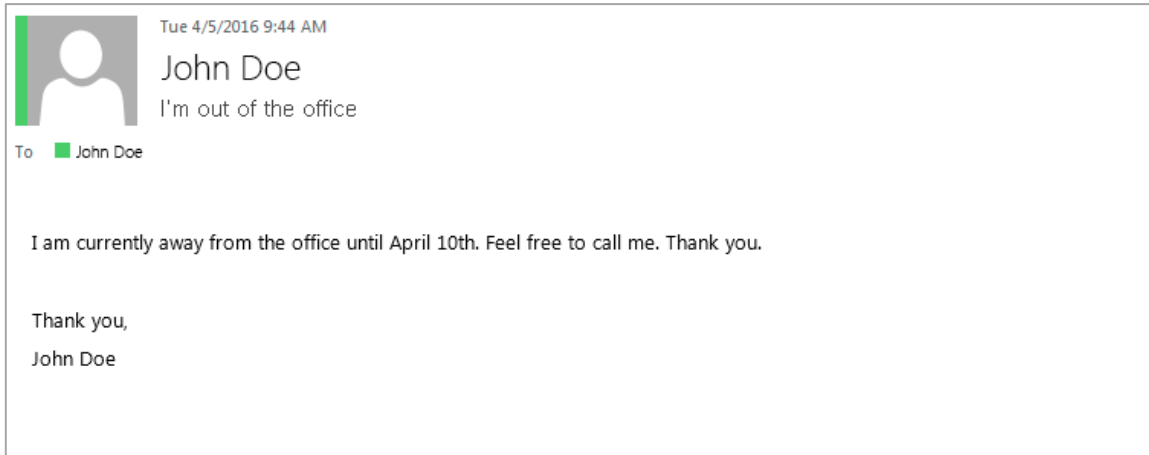 Tue 4/5/2016 9:44 AM
John Doe
I'm out of the office
To John Doe
I am currently away from the office until April 10th. Feel free to call me. Thank you.
Thank you,
John Doe